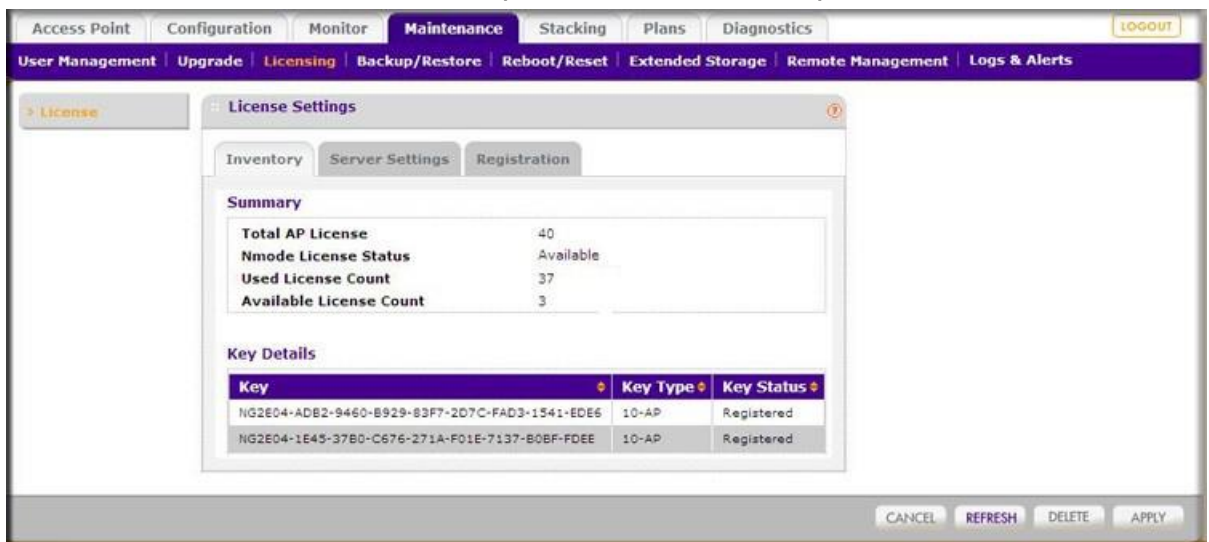 Access Point Configuration Monitor Maintenance Stacking Plans Diagnostics LOGOUT
User Management Upgrade Licensing Backup/Restore Reboot/Reset Extended Storage Remote Management Logs & Alerts
License
License Settings ?
Inventory Server Settings Registration
Summary
Total AP License 40
Nmode License Status Available
Used License Count 37
Available License Count 3
Key Details
Key Key Type Key Status
NG2E04-ADB2-9460-B929-83F7-2D7C-FAD3-1541-EDE6 10-AP Registered
NG2E04-1E45-37B0-C676-271A-F01E-7137-B0BF-FDEE 10-AP Registered
CANCEL REFRESH DELETE APPLY